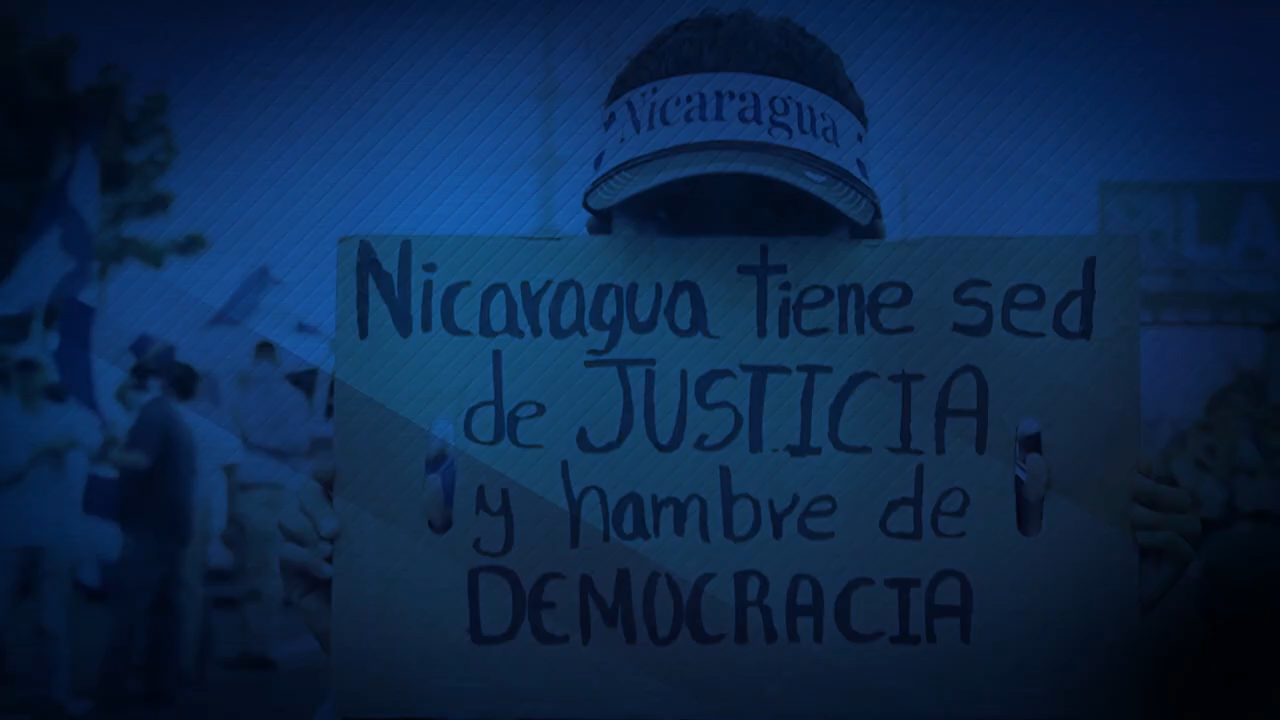 Nicaragua
Nicaragua tiene sed
de JUSTICIA
y hambre de
DEMOCRACIA